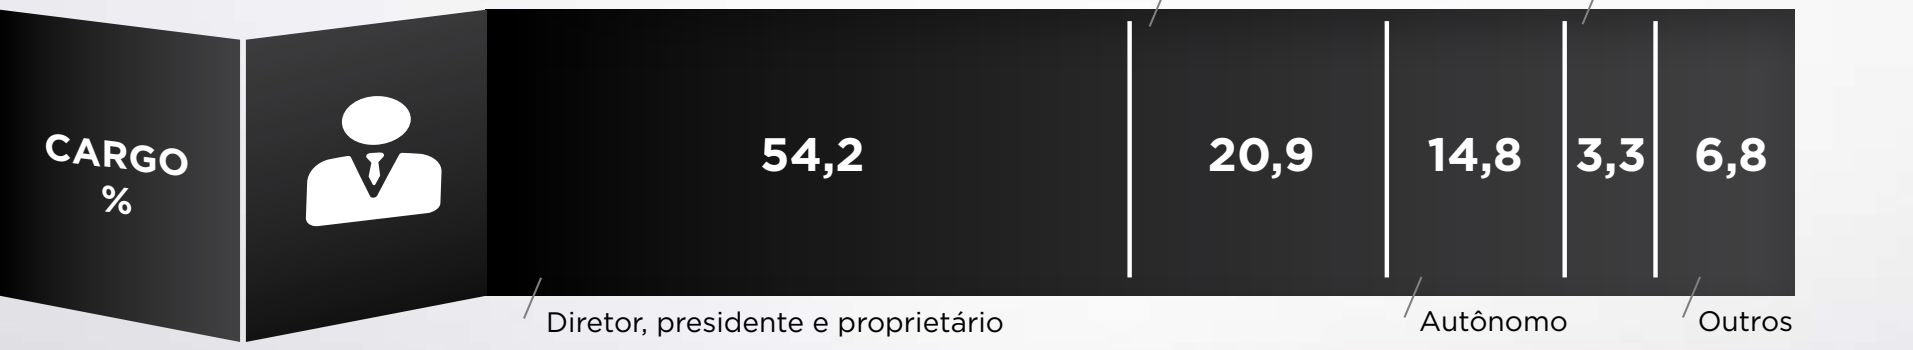 CARGO
%
54,2
20,9
14,8
3,3
6,8
Diretor, presidente e proprietário
Autônomo
Outros